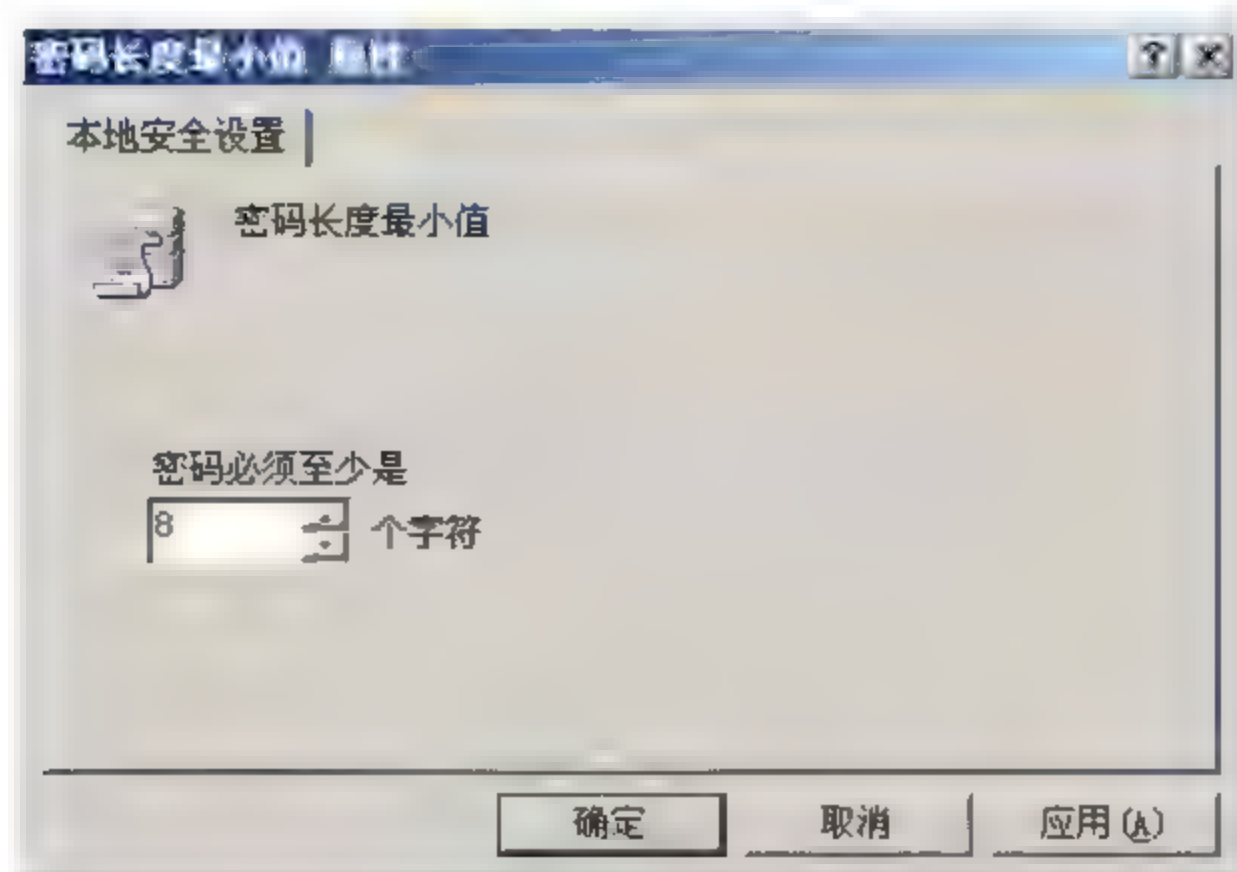 密码长度最小值 属性
本地安全设置
密码长度最小值
密码必须至少是
8 个字符
确定 取消 应用(A)